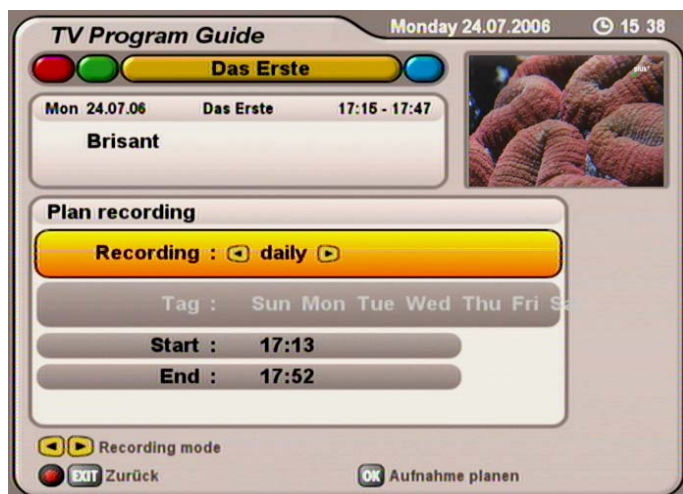 TV Program Guide
Monday 24.07.2006
15 38
Das Erste
Mon 24.07.06 Das Erste 17:15 - 17:47
Brisant
Plan recording
Recording : daily
Tag : Sun Mon Tue Wed Thu Fri Sa
Start : 17:13
End : 17:52
Recording mode
EXIT Zurück
OK Aufnahme planen